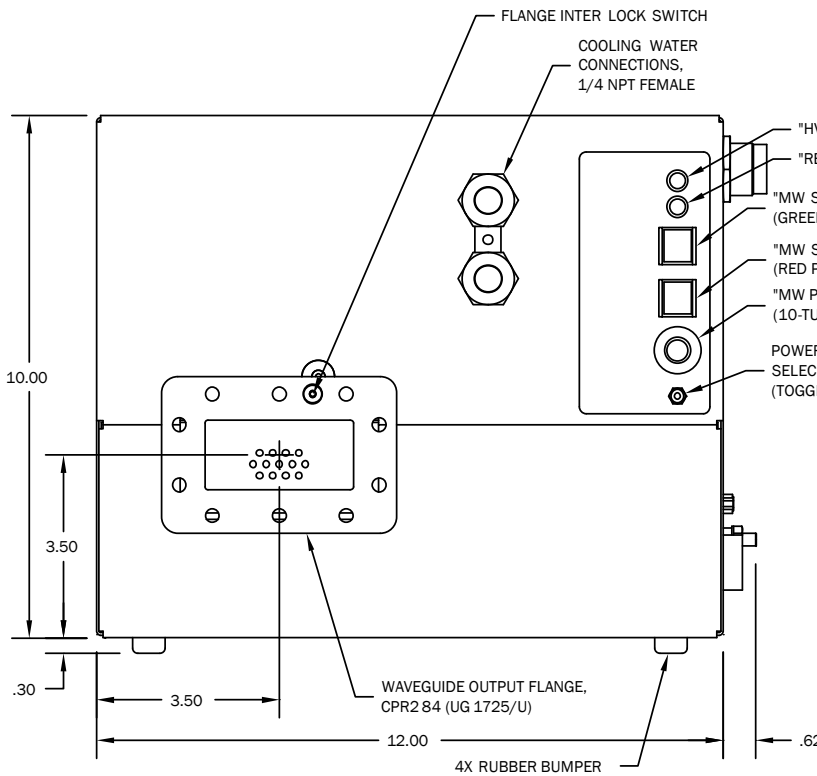 FLANGE INTER LOCK SWITCH
COOLING WATER
CONNECTIONS,
1/4 NPT FEMALE
"HV
"RE
"MW S
(GREE
"MW S
(RED P
"MW P
(10-TU
POWER
SELEC
(TOGG
10.00
3.50
.30
3.50
WAVEGUIDE OUTPUT FLANGE,
CPR2 84 (UG 1725/U)
12.00
.62
4X RUBBER BUMPER